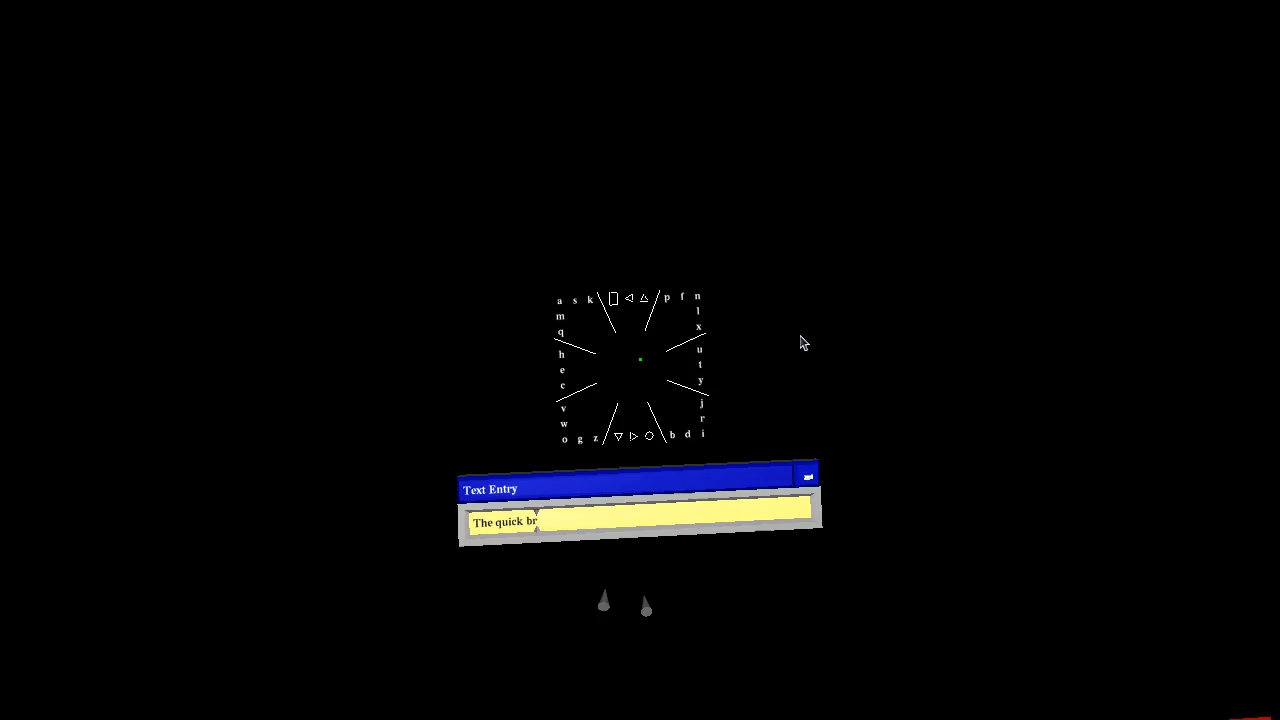 a s k p f n
m l
q x
h u
e t
c y
v j
w r
o g z b d i
Text Entry
The quick br